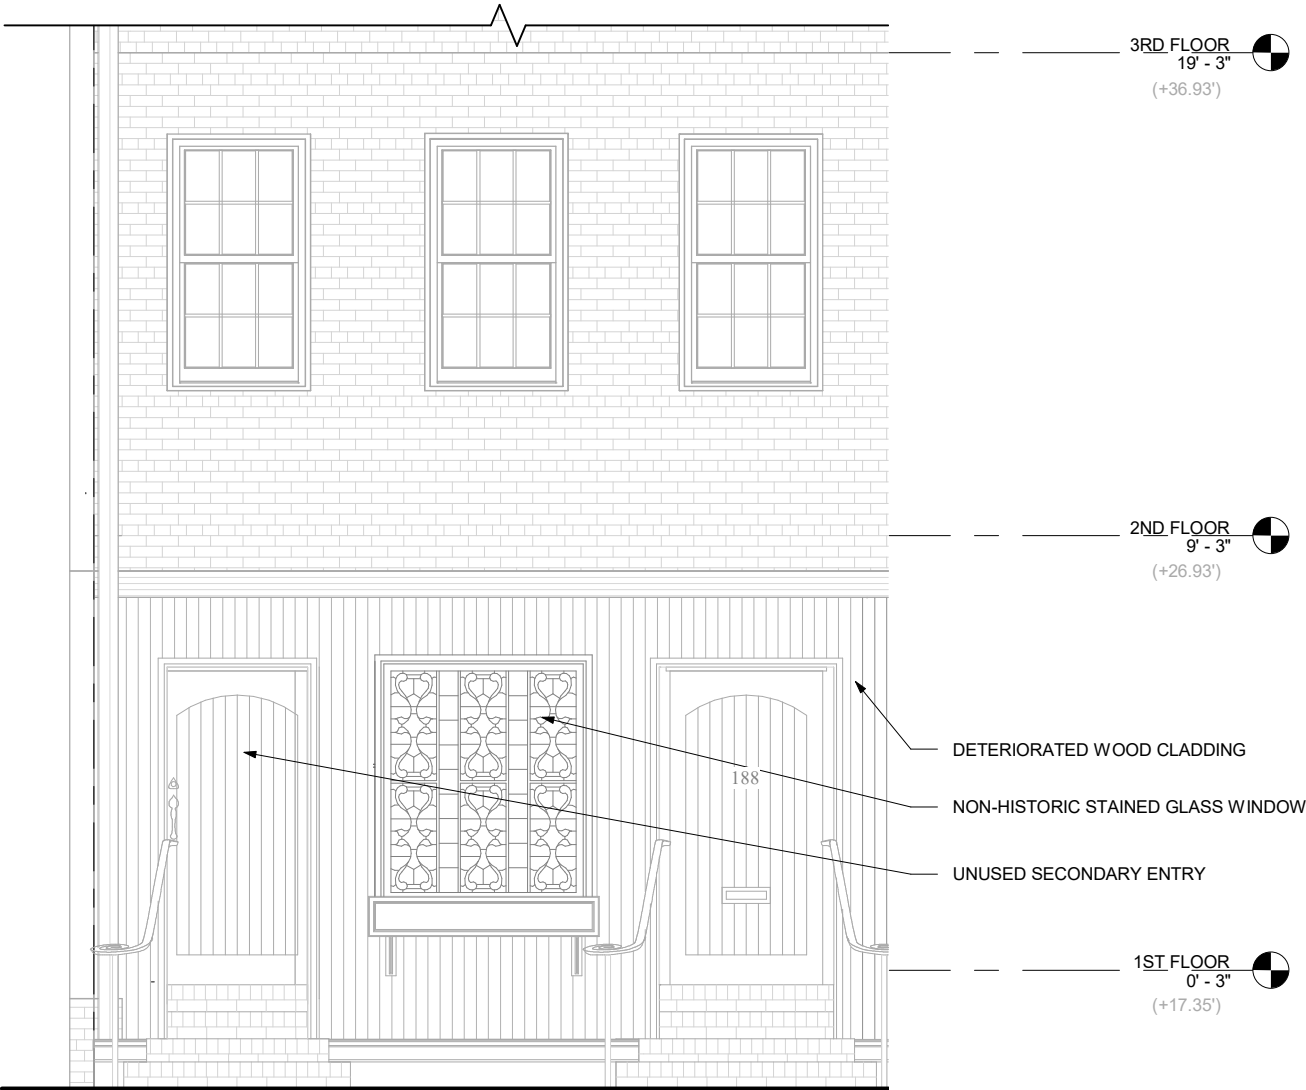 3RD FLOOR
19' - 3"
(+36.93')
2ND FLOOR
9' - 3"
(+26.93')
DETERIORATED WOOD CLADDING
188
NON-HISTORIC STAINED GLASS WINDOW
UNUSED SECONDARY ENTRY
1ST FLOOR
0' - 3"
(+17.35')